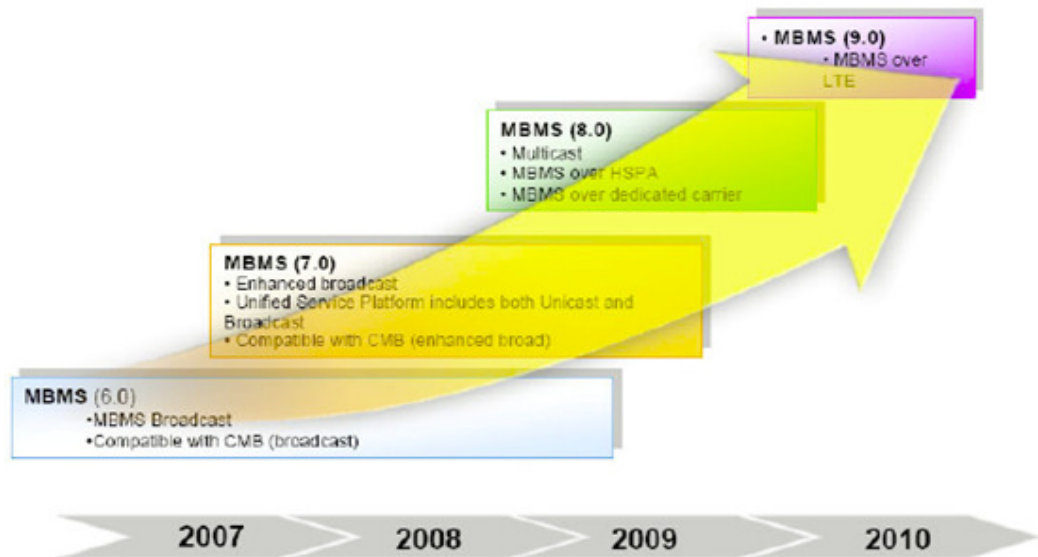 • MBMS (9.0)
• MBMS over
LTE
MBMS (8.0)
• Multicast
• MBMS over HSPA
• MBMS over dedicated carrier
MBMS (7.0)
• Enhanced broadcast
• Unified Service Platform includes both Unicast and
Broadcast
• Compatible with CMB (enhanced broad)
MBMS (6.0)
•MBMS Broadcast
•Compatible with CMB (broadcast)
2007 2008 2009 2010